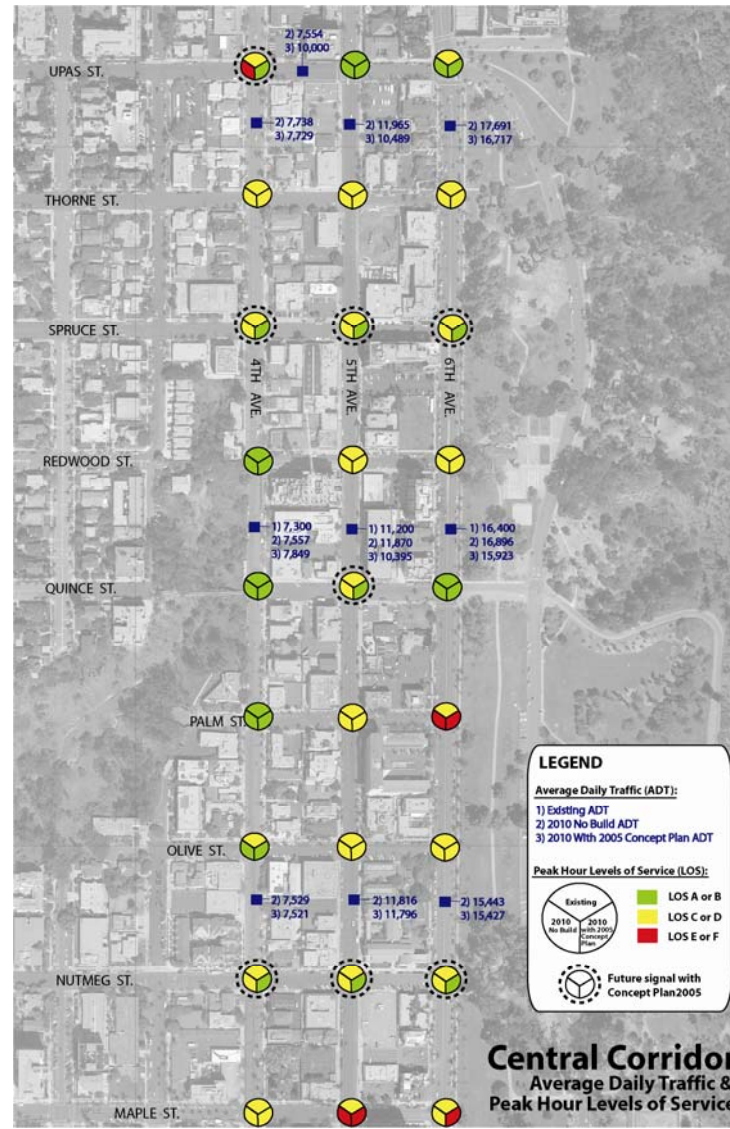 2) 7,554
3) 10,000
UPAS ST.
2) 7,738
3) 7,729
2) 11,965
3) 10,489
2) 17,691
3) 16,717
THORNE ST.
SPRUCE ST.
4TH AVE.
5TH AVE.
6TH AVE.
REDWOOD ST.
1) 7,300
2) 7,557
3) 7,849
1) 11,200
2) 11,870
3) 10,395
1) 16,400
2) 16,896
3) 15,923
QUINCE ST.
PALM ST.
OLIVE ST.
2) 7,529
3) 7,521
2) 11,816
3) 11,796
2) 15,443
3) 15,427
NUTMEG ST.
MAPLE ST.
LEGEND
Average Daily Traffic (ADT):
1) Existing ADT
2) 2010 No Build ADT
3) 2010 With 2005 Concept Plan ADT
Peak Hour Levels of Service (LOS):
Existing
2010
No Build
2010
with 2005
Concept
Plan
LOS A or B
LOS C or D
LOS E or F
Future signal with
Concept Plan2005
Central Corridor
Average Daily Traffic &
Peak Hour Levels of Service